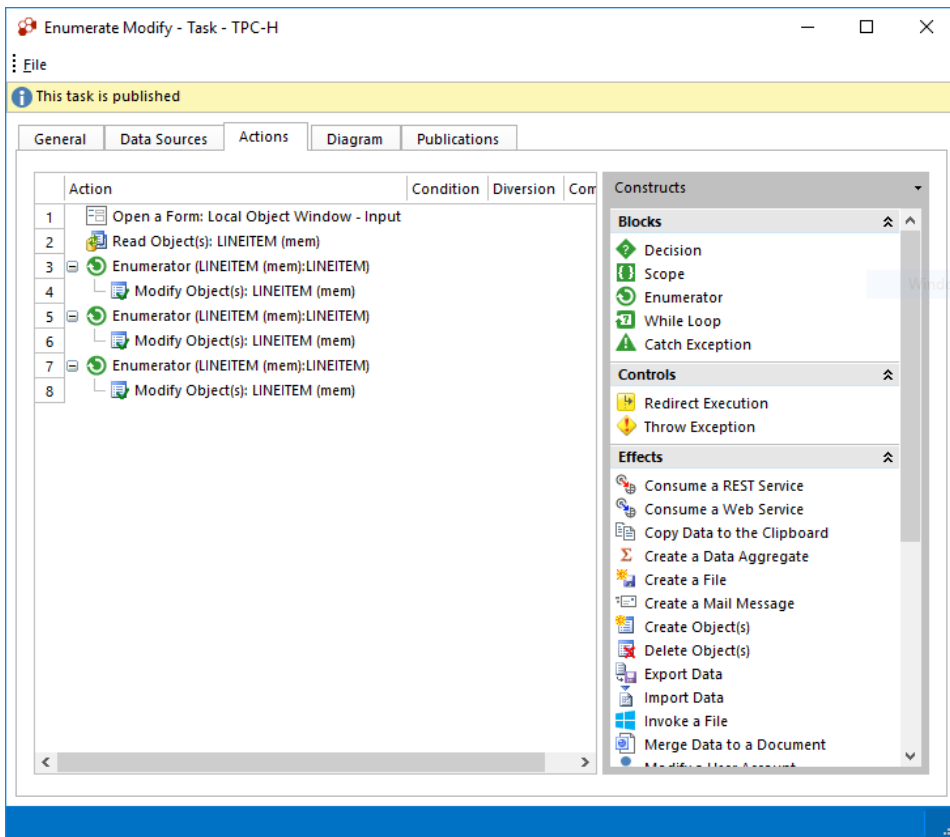 Enumerate Modify - Task - TPC-H
File
This task is published
General Data Sources Actions Diagram Publications
Action Condition Diversion Com
1 Open a Form: Local Object Window - Input
2 Read Object(s): LINEITEM (mem)
3 Enumerator (LINEITEM (mem):LINEITEM)
4 Modify Object(s): LINEITEM (mem)
5 Enumerator (LINEITEM (mem):LINEITEM)
6 Modify Object(s): LINEITEM (mem)
7 Enumerator (LINEITEM (mem):LINEITEM)
8 Modify Object(s): LINEITEM (mem)
Constructs
Blocks
Decision
Scope
Enumerator
While Loop
Catch Exception
Controls
Redirect Execution
Throw Exception
Effects
Consume a REST Service
Consume a Web Service
Copy Data to the Clipboard
Create a Data Aggregate
Create a File
Create a Mail Message
Create Object(s)
Delete Object(s)
Export Data
Import Data
Invoke a File
Merge Data to a Document
Modify a User Account